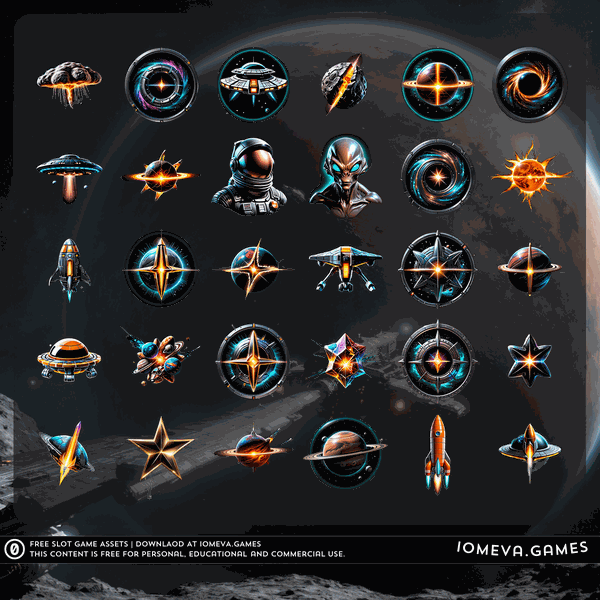 FREE SLOT GAME ASSETS | DOWNLAOD AT IOMEVA.GAMES
THIS CONTENT IS FREE FOR PERSONAL, EDUCATIONAL AND COMMERCIAL USE.
IOMEVA.GAMES